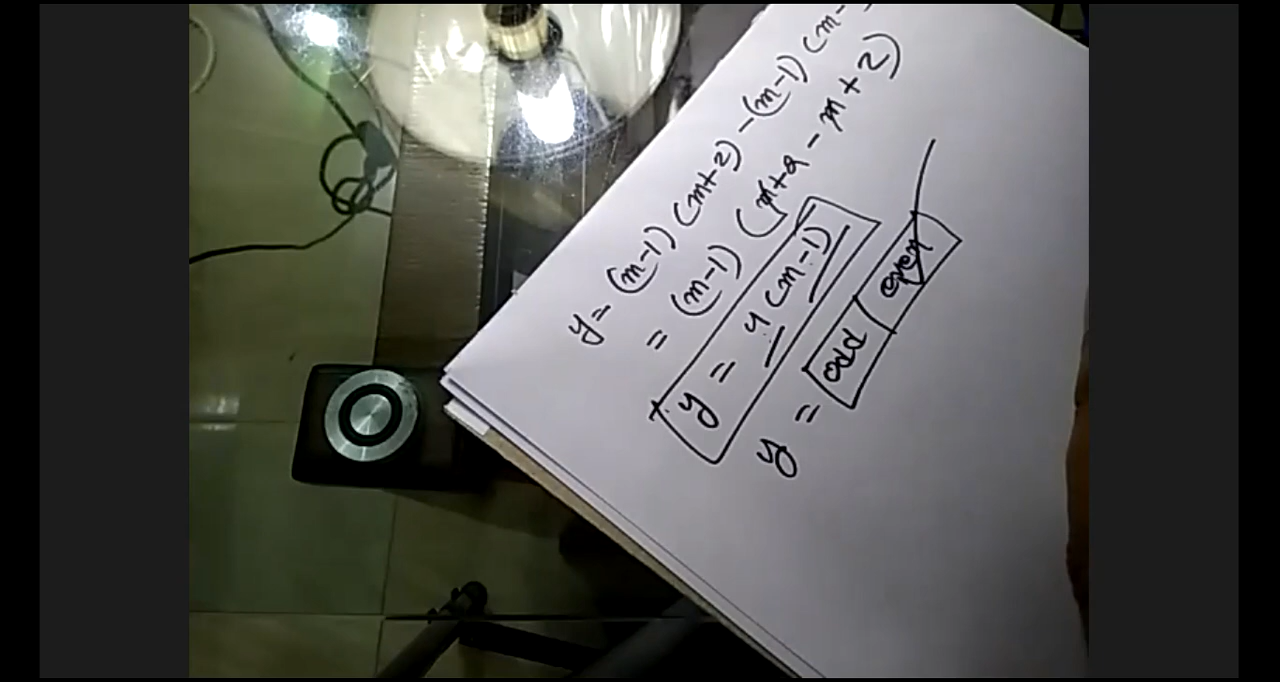 y = (m-1) (m+2) - (m-1) (m-
= (m-1) (m+2 - m+2)
y = 4 (m-1)
y = odd / even